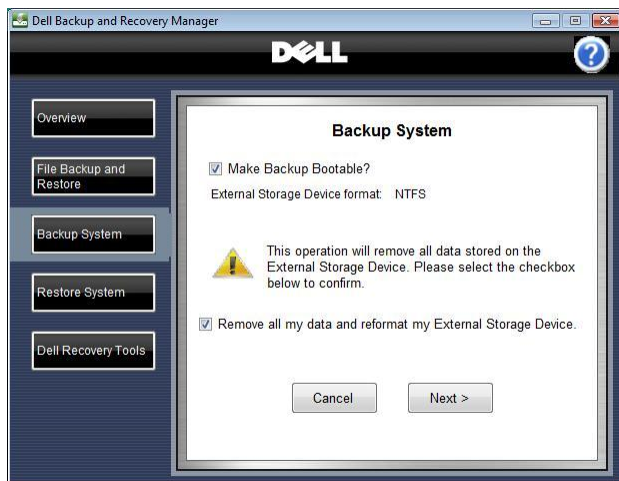 Dell Backup and Recovery Manager
DELL
?
Overview
File Backup and
Restore
Backup System
Restore System
Dell Recovery Tools
Backup System
Make Backup Bootable?
External Storage Device format: NTFS
This operation will remove all data stored on the
External Storage Device. Please select the checkbox
below to confirm.
Remove all my data and reformat my External Storage Device.
Cancel
Next >